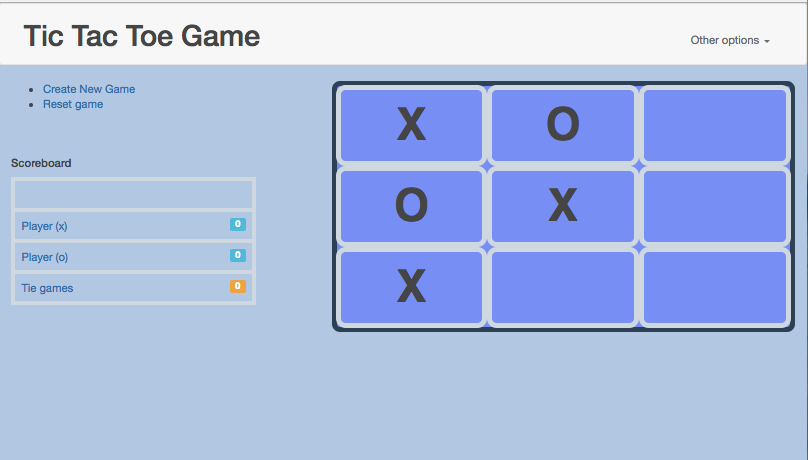 Tic Tac Toe Game
Other options
Create New Game
Reset game
Scoreboard
Player (x) 0
Player (o) 0
Tie games 0
X O
O X
X